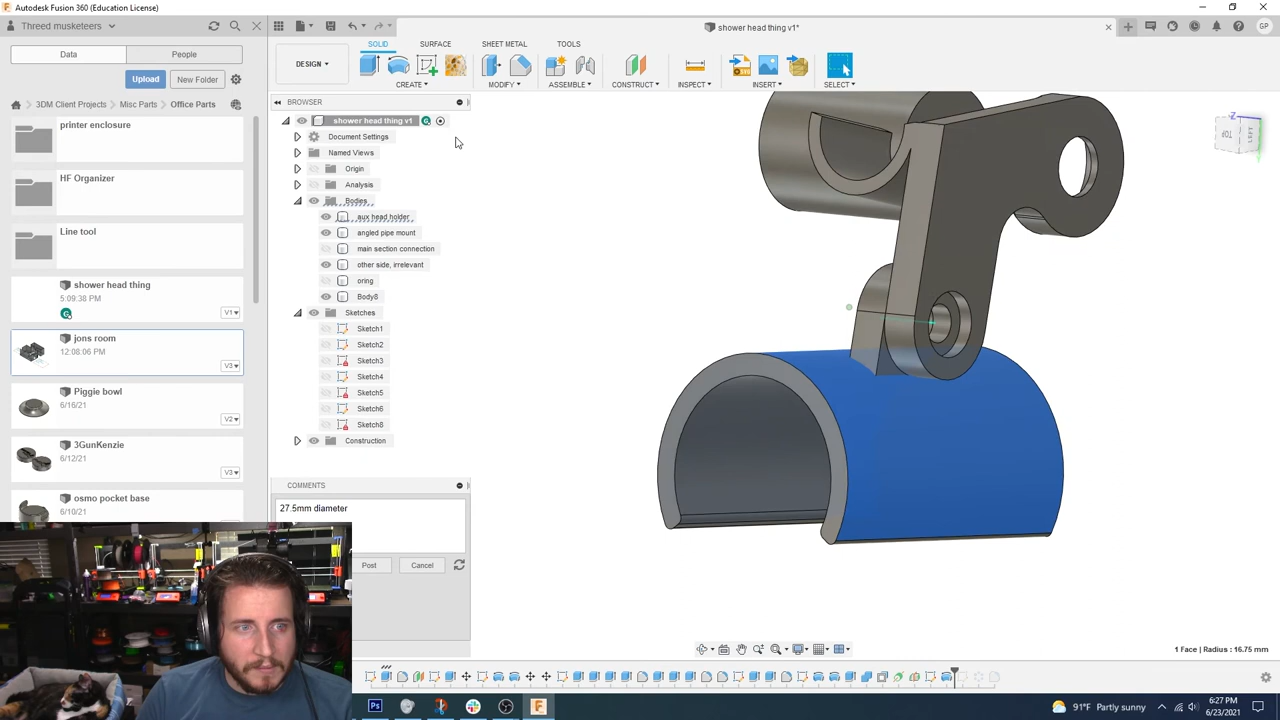 Autodesk Fusion 360 (Education License)
Threed musketeers
shower head thing v1*
GP
Data
People
SOLID
SURFACE
SHEET METAL
TOOLS
DESIGN
Upload
New Folder
CREATE
MODIFY
ASSEMBLE
CONSTRUCT
INSPECT
INSERT
SELECT
3DM Client Projects
Misc Parts
Office Parts
BROWSER
printer enclosure
shower head thing v1
Z
TOP
LEFT
Document Settings
Named Views
Origin
HF Organizer
Analysis
Bodies
aux head holder
Line tool
angled pipe mount
main section connection
other side, irrelevant
shower head thing
oring
5:09:38 PM
Body8
V1
Sketches
Sketch1
jons room
Sketch2
12:08:06 PM
Sketch3
V3
Sketch4
Piggie bowl
Sketch5
6/16/21
Sketch6
V2
Sketch8
3GunKenzie
Construction
6/12/21
V3
COMMENTS
osmo pocket base
27.5mm diameter
6/10/21
Post
Cancel
1 Face | Radius : 16.75 mm
91°F Partly sunny
6:27 PM
6/23/2021